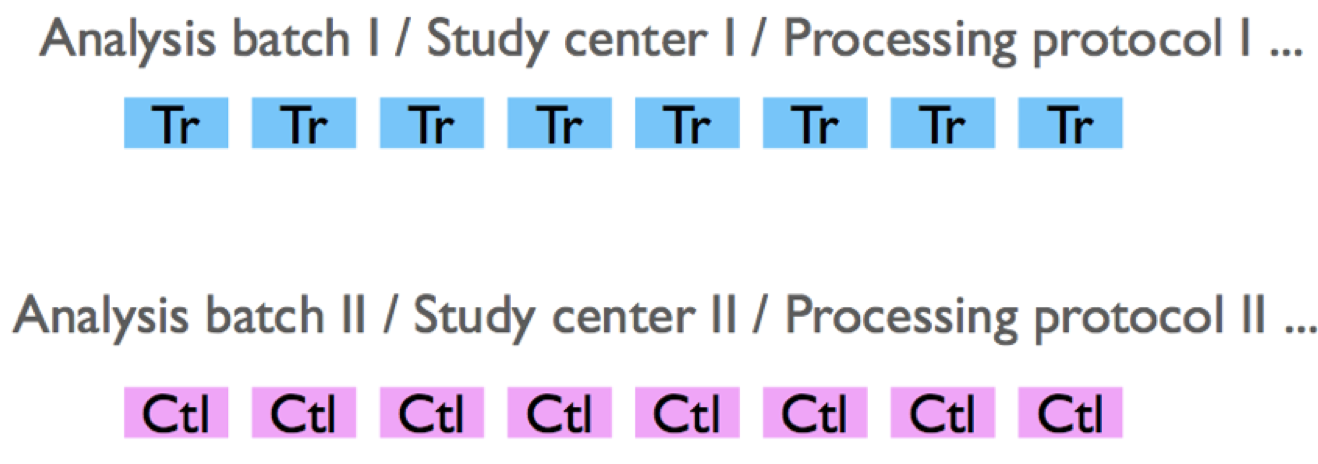 Analysis batch I / Study center I / Processing protocol I ...
Tr Tr Tr Tr Tr Tr Tr Tr
Analysis batch II / Study center II / Processing protocol II ...
Ctl Ctl Ctl Ctl Ctl Ctl Ctl Ctl